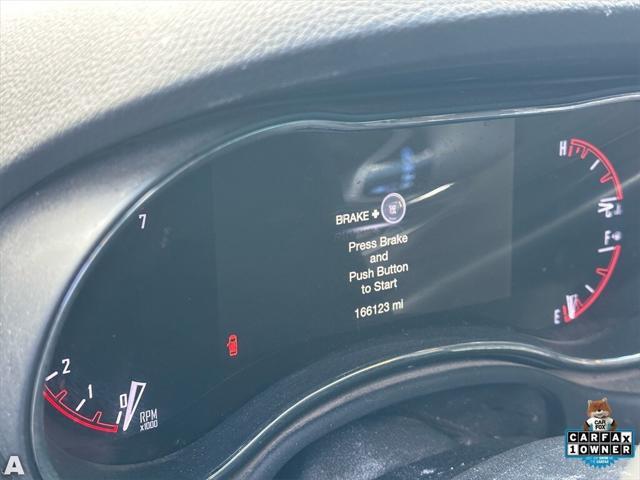 H
7
BRAKE +
Press Brake
and
Push Button
to Start
C
F
166123 mi
E
2
1
0
RPM
x1000
CAR
FOX
CARFAX
1 OWNER
A